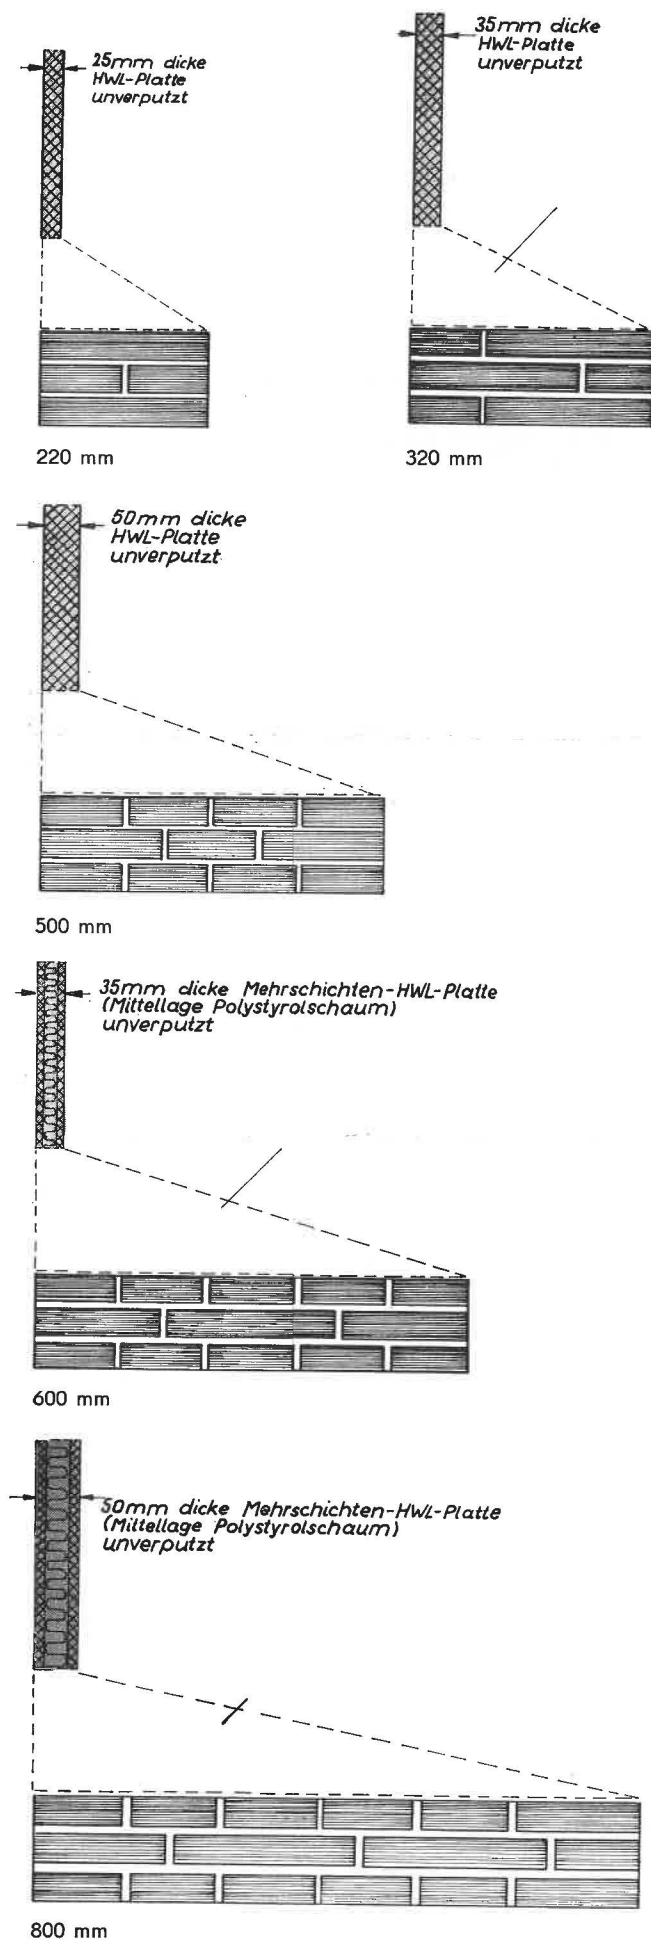 25mm dicke
HWL-Platte
unverputzt
35mm dicke
HWL-Platte
unverputzt
220 mm
320 mm
50mm dicke
HWL-Platte
unverputzt
500 mm
35mm dicke Mehrschichten-HWL-Platte
(Mittellage Polystyrolschaum)
unverputzt
600 mm
50mm dicke Mehrschichten-HWL-Platte
(Mittellage Polystyrolschaum)
unverputzt
800 mm